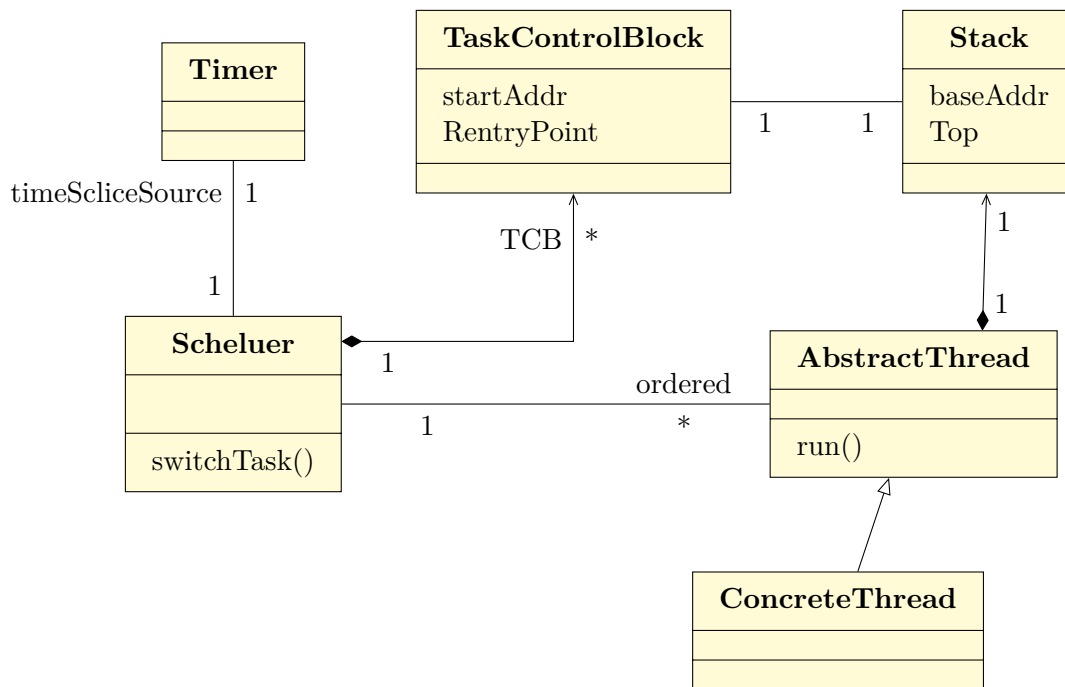 Timer
TaskControlBlock
startAddr
RentryPoint
Stack
baseAddr
Top
1
1
timeScliceSource
1
1
TCB
*
1
1
Scheluer
switchTask()
1
ordered
1
*
AbstractThread
run()
ConcreteThread